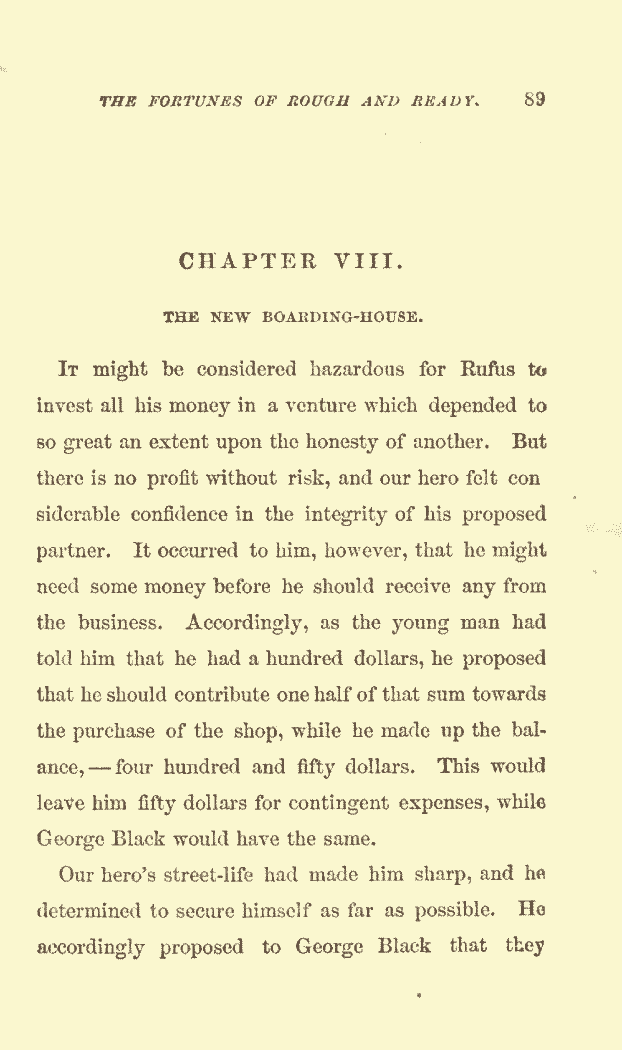 THE FORTUNES OF ROUGH AND READY. 89
CHAPTER VIII.
THE NEW BOARDING-HOUSE.
IT might be considered hazardous for Rufus to
invest all his money in a venture which depended to
so great an extent upon the honesty of another. But
there is no profit without risk, and our hero felt con
siderable confidence in the integrity of his proposed
partner. It occurred to him, however, that he might
need some money before he should receive any from
the business. Accordingly, as the young man had
told him that he had a hundred dollars, he proposed
that he should contribute one half of that sum towards
the purchase of the shop, while he made up the bal-
ance,—four hundred and fifty dollars. This would
leave him fifty dollars for contingent expenses, while
George Black would have the same.
Our hero's street-life had made him sharp, and he
determined to secure himself as far as possible. He
accordingly proposed to George Black that they